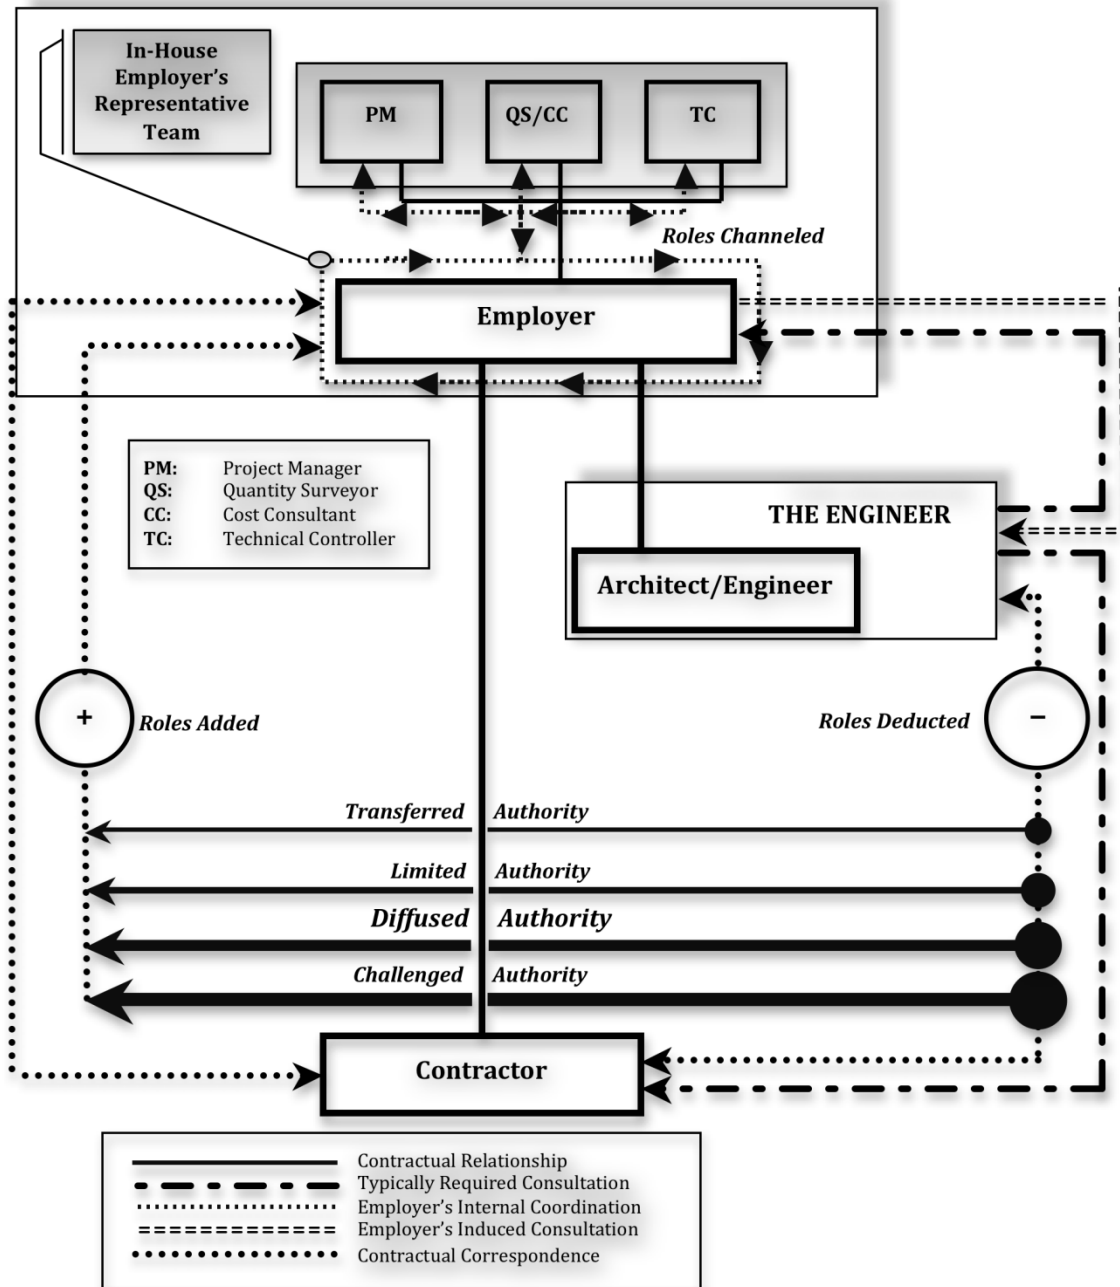 In-House
Employer's
Representative
Team
PM
QS/CC
TC
Roles Channeled
Employer
PM: Project Manager
QS: Quantity Surveyor
CC: Cost Consultant
TC: Technical Controller
THE ENGINEER
Architect/Engineer
+
Roles Added
Roles Deducted
−
Transferred Authority
Limited Authority
Diffused Authority
Challenged Authority
Contractor
Contractual Relationship
Typically Required Consultation
Employer's Internal Coordination
Employer's Induced Consultation
Contractual Correspondence